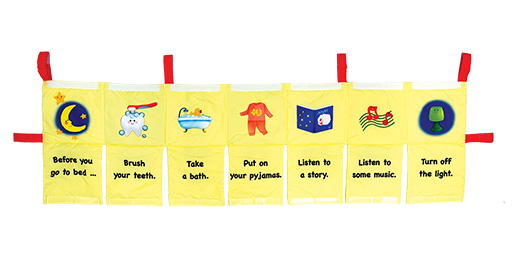 Before you
go to bed ...
Brush
your teeth.
Take
a bath.
Put on
your pyjamas.
Listen to
a story.
Listen to
some music.
Turn off
the light.